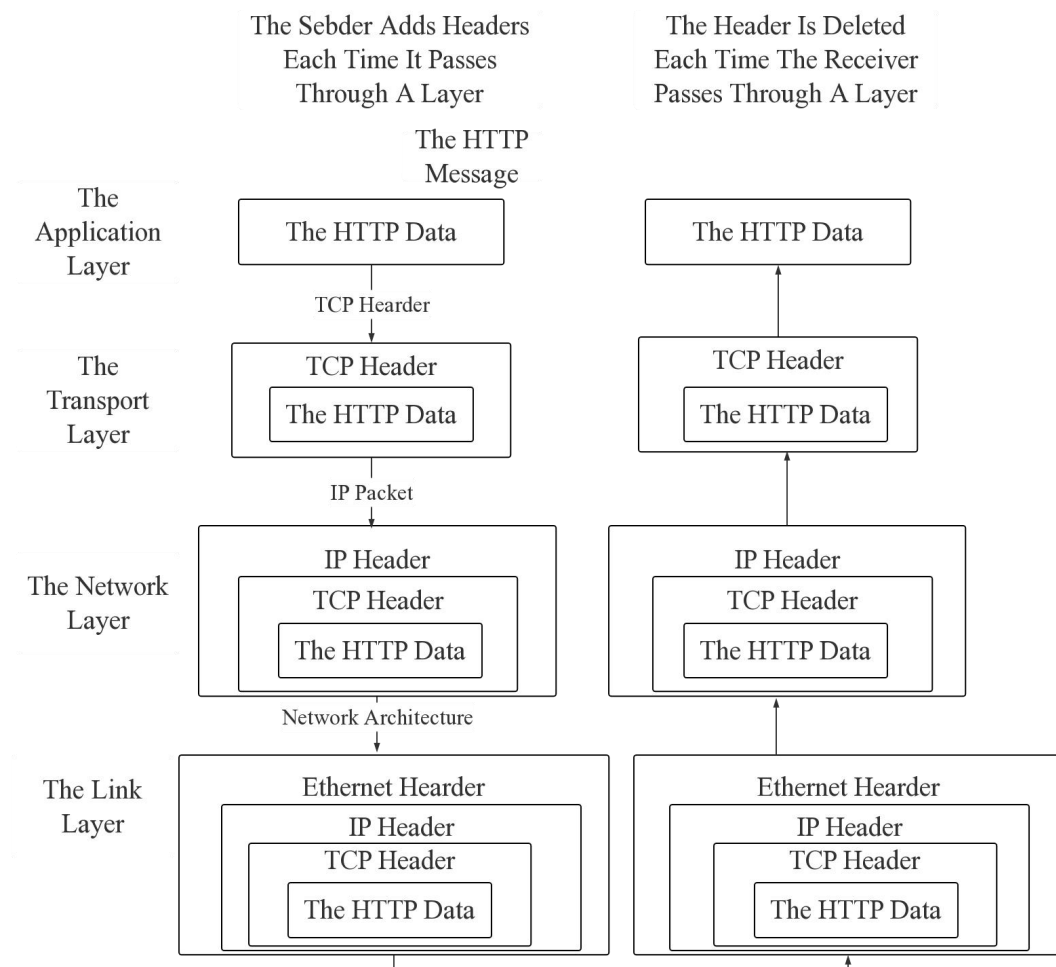 The Sebder Adds Headers
Each Time It Passes
Through A Layer
The Header Is Deleted
Each Time The Receiver
Passes Through A Layer
The HTTP
Message
The
Application
Layer
The HTTP Data
The HTTP Data
TCP Hearder
The
Transport
Layer
TCP Header
The HTTP Data
TCP Header
The HTTP Data
IP Packet
The Network
Layer
IP Header
TCP Header
The HTTP Data
IP Header
TCP Header
The HTTP Data
Network Architecture
The Link
Layer
Ethernet Hearder
IP Header
TCP Header
The HTTP Data
Ethernet Hearder
IP Header
TCP Header
The HTTP Data